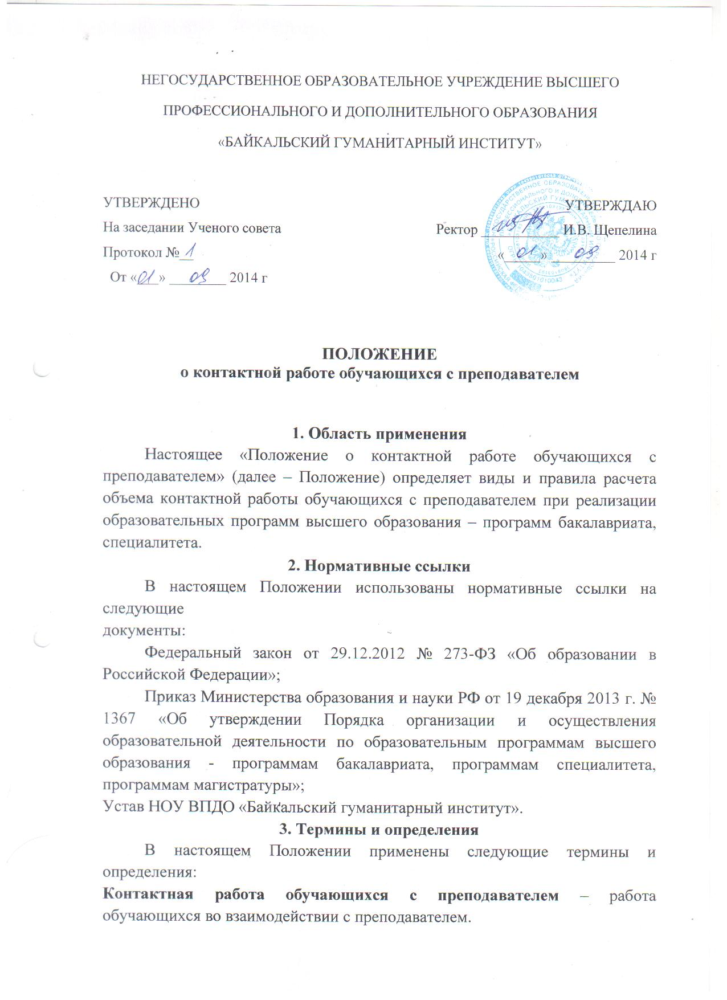 НЕГОСУДАРСТВЕННОЕ ОБРАЗОВАТЕЛЬНОЕ УЧРЕЖДЕНИЕ ВЫСШЕГО
ПРОФЕССИОНАЛЬНОГО И ДОПОЛНИТЕЛЬНОГО ОБРАЗОВАНИЯ
«БАЙКАЛЬСКИЙ ГУМАНИТАРНЫЙ ИНСТИТУТ»
УТВЕРЖДЕНО
На заседании Ученого совета
Протокол № 1
От «01» 09 2014 г
УТВЕРЖДАЮ
Ректор ___________ И.В. Щепелина
«01» 09 2014 г
1043801010043
ПОЛОЖЕНИЕ
о контактной работе обучающихся с преподавателем
1. Область применения
Настоящее «Положение о контактной работе обучающихся с
преподавателем» (далее – Положение) определяет виды и правила расчета
объема контактной работы обучающихся с преподавателем при реализации
образовательных программ высшего образования – программ бакалавриата,
специалитета.
2. Нормативные ссылки
В настоящем Положении использованы нормативные ссылки на
следующие
документы:
Федеральный закон от 29.12.2012 № 273-ФЗ «Об образовании в
Российской Федерации»;
Приказ Министерства образования и науки РФ от 19 декабря 2013 г. №
1367 «Об утверждении Порядка организации и осуществления
образовательной деятельности по образовательным программам высшего
образования - программам бакалавриата, программам специалитета,
программам магистратуры»;
Устав НОУ ВПДО «Байкальский гуманитарный институт».
3. Термины и определения
В настоящем Положении применены следующие термины и
определения:
Контактная работа обучающихся с преподавателем – работа
обучающихся во взаимодействии с преподавателем.